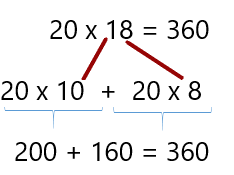 20 x 18 = 360
20 x 10 + 20 x 8
200 + 160 = 360